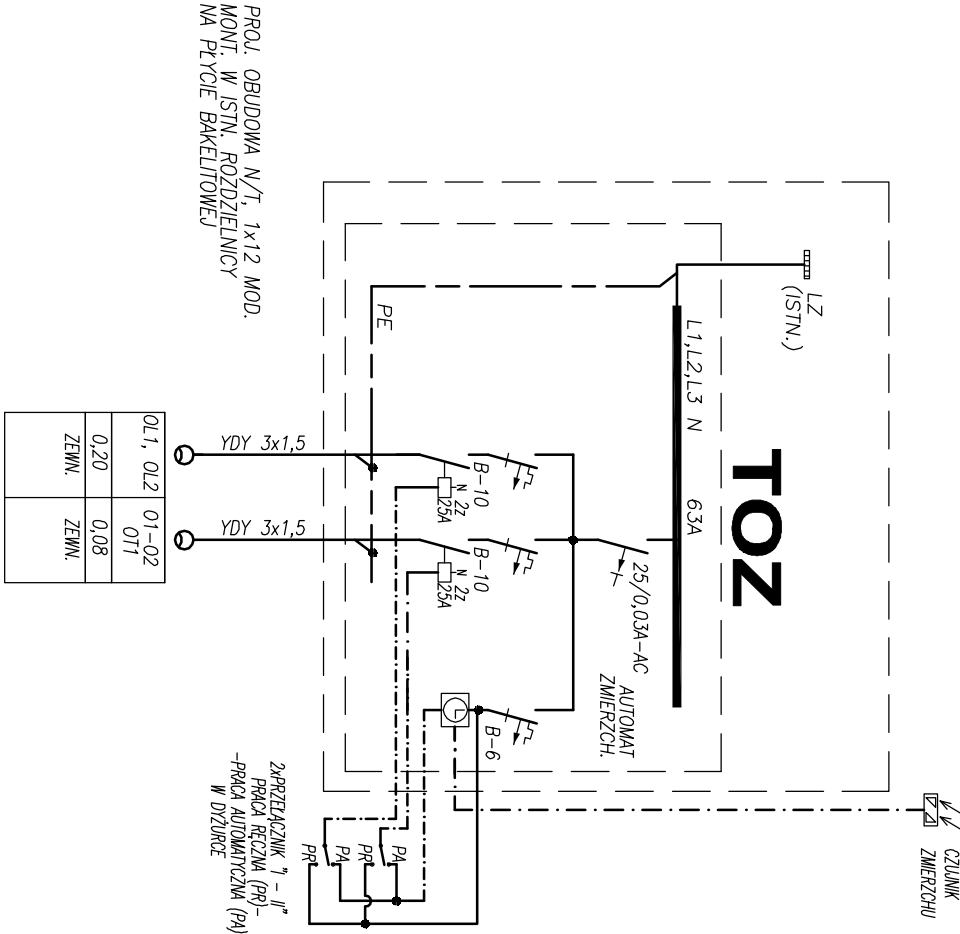 TOZ
LZ
(ISTN.)
CZUJNIK
ZMIERZCHU
L1,L2,L3 N 63A
25/0,03A-AC
AUTOMAT
ZMIERZCH.
PE
B-10
N 2z
25A
B-10
N 2z
25A
B-6
YDY 3x1,5
YDY 3x1,5
PROJ. OBUDOWA N/T, 1x12 MOD.
MONT. W ISTN. ROZDZIELNICY
NA PŁYCIE BAKELITOWEJ
OL1, OL2
O1-02
OT1
0,20
0,08
ZEWN.
ZEWN.
PA
PR
PA
PR
2xPRZEŁĄCZNIK "I - II"
PRACA RĘCZNA (PR)-
-PRACA AUTOMATYCZNA (PA)
W DYŻURCE